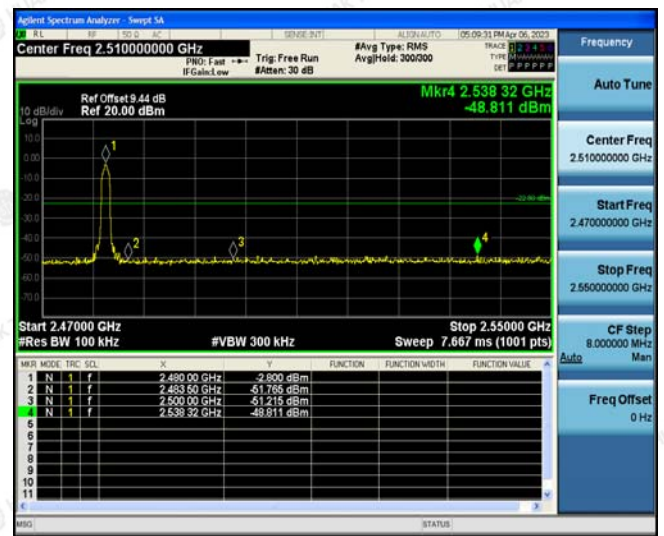 Agilent Spectrum Analyzer - Swept SA
RL RF 50 Ω AC SENSE:INT ALIGNAUTO 05:09:31 PM Apr 06, 2023
Center Freq 2.510000000 GHz #Avg Type: RMS TRACE 1 2 3 4 5 6
PNO: Fast Trig: Free Run Avg|Hold: 300/300 TYPE M
IFGain:Low #Atten: 30 dB DET P P P P P P
Ref Offset 9.44 dB Mkr4 2.538 32 GHz
10 dB/div Ref 20.00 dBm -48.811 dBm
Log
10.0
0.00
-10.0
-20.0
-22.80 dBm
-30.0
-40.0
-50.0
-60.0
-70.0
1
2
3
4
Start 2.47000 GHz Stop 2.55000 GHz
#Res BW 100 kHz #VBW 300 kHz Sweep 7.667 ms (1001 pts)
MKR MODE TRC SCL X Y FUNCTION FUNCTION WIDTH FUNCTION VALUE
1 N 1 f 2.480 00 GHz -2.800 dBm
2 N 1 f 2.483 50 GHz -51.765 dBm
3 N 1 f 2.500 00 GHz -51.215 dBm
4 N 1 f 2.538 32 GHz -48.811 dBm
5
6
7
8
9
10
11
MSG STATUS
Frequency
Auto Tune
Center Freq
2.510000000 GHz
Start Freq
2.470000000 GHz
Stop Freq
2.550000000 GHz
CF Step
8.000000 MHz
Auto Man
Freq Offset
0 Hz